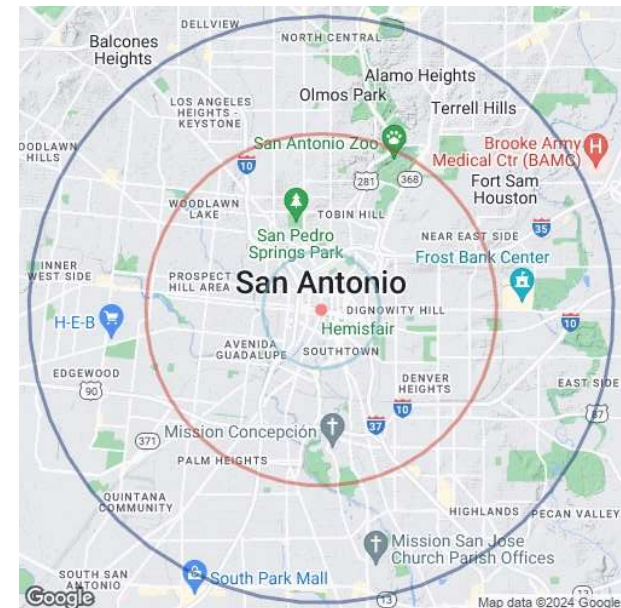 DELLVIEW
NORTH CENTRAL
Balcones
Heights
Alamo Heights
Olmos Park
LOS ANGELES
HEIGHTS -
KEYSTONE
Terrell Hills
San Antonio Zoo
Brooke Army
Medical Ctr (BAMC)
OODLAWN
HILLS
10
281
368
Fort Sam
Houston
WOODLAWN
LAKE
TOBIN HILL
35
San Pedro
Springs Park
NEAR EAST SIDE
Frost Bank Center
INNER
WEST SIDE
PROSPECT
HILL AREA
San Antonio
H-E-B
DIGNOWITY HILL
Hemisfair
10
AVENIDA
GUADALUPE
SOUTHTOWN
EDGEWOOD
90
DENVER
HEIGHTS
EAST SIDE
10
87
371
Mission Concepción
37
PALM HEIGHTS
QUINTANA
COMMUNITY
HIGHLANDS
PECAN VALLEY
Mission San Jose
Church Parish Offices
SOUTH SAN
ANTONIO
South Park Mall
13
13
Google
Map data ©2024 Google